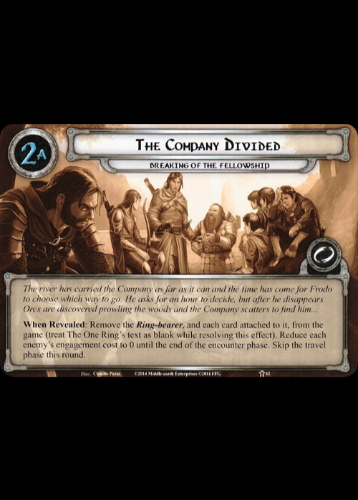 2A
The Company Divided
Breaking of the Fellowship
The river has carried the Company as far as it can and the time has come for Frodo
to choose which way to go. He asks for an hour to decide, but after he disappears
Orcs are discovered prowling the woods and the Company scatters to find him...
When Revealed: Remove the Ring-bearer, and each card attached to it, from the
game (treat The One Ring's text as blank while resolving this effect). Reduce each
enemy's engagement cost to 0 until the end of the encounter phase. Skip the travel
phase this round.
Illus. ©2014 Middle-earth Enterprises ©2014 FFG